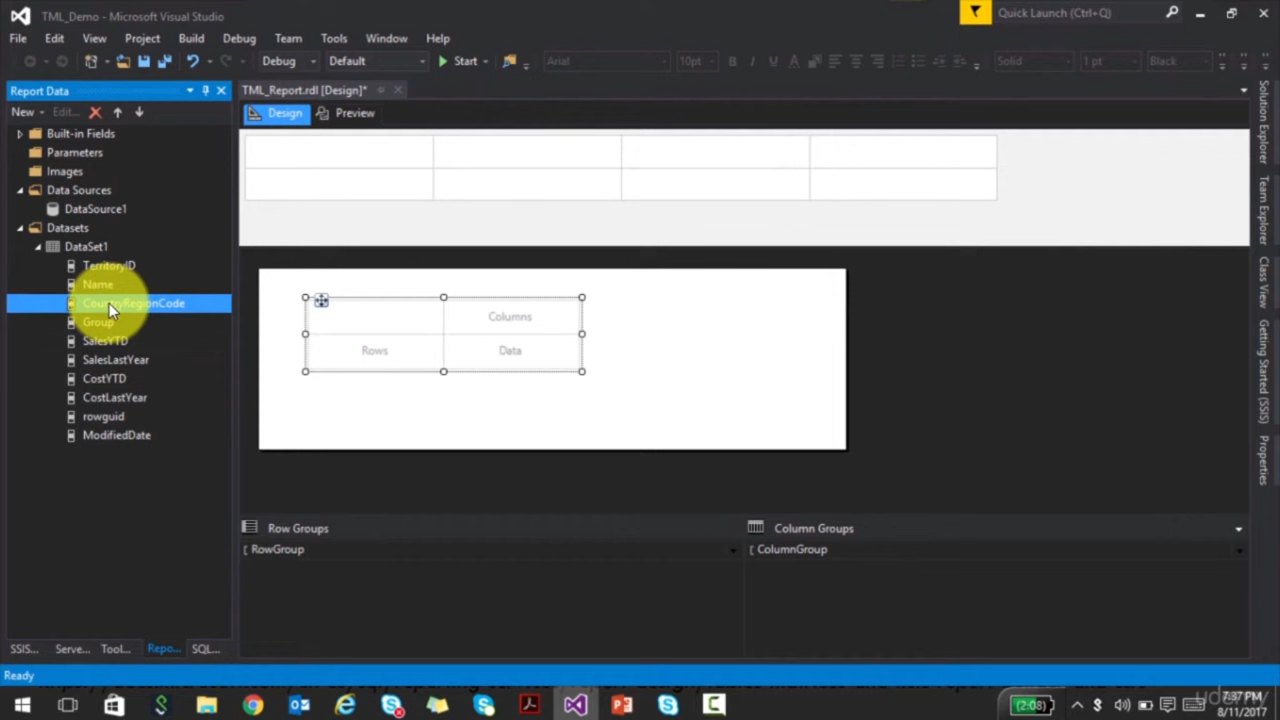 TML_Demo - Microsoft Visual Studio
Quick Launch (Ctrl+Q)
File Edit View Project Build Debug Team Tools Window Help
Debug Default Start Arial 10pt B I U A Solid 1 pt Black
Report Data
TML_Report.rdl [Design]*
New Edit...
Design Preview
Built-in Fields
Parameters
Images
Data Sources
DataSource1
Datasets
DataSet1
TerritoryID
Name
CountryRegionCode
Group
SalesYTD
SalesLastYear
CostYTD
CostLastYear
rowguid
ModifiedDate
Columns
Rows Data
Row Groups
Column Groups
[ RowGroup
[ ColumnGroup
Solution Explorer
Team Explorer
Class View
Getting Started (SSIS)
Properties
SSIS... Serve... Tool... Repo... SQL...
Ready
(2:08)
7:37 PM
8/11/2017
udemy